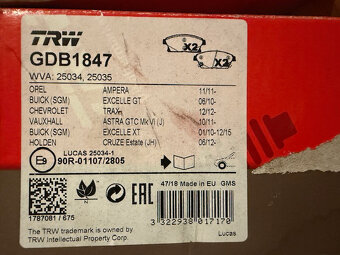 TRW
X2
GDB1847
X2
WVA: 25034, 25035
OPEL AMPERA 11/11-
BUICK (SGM) EXCELLE GT 06/10-
CHEVROLET TRAX 12/12-
VAUXHALL ASTRA GTC Mk VI (J) 10/11-
BUICK (SGM) EXCELLE XT 01/10-12/15
HOLDEN CRUZE Estate (JH) 06/12-
LUCAS 25034-1
90R-01107/2805
47/18 Made in EU GMS
EAC
1787081 / 675
3 322938 017170
The TRW trademark is owned by
TRW Intellectual Property Corp.
Lucas